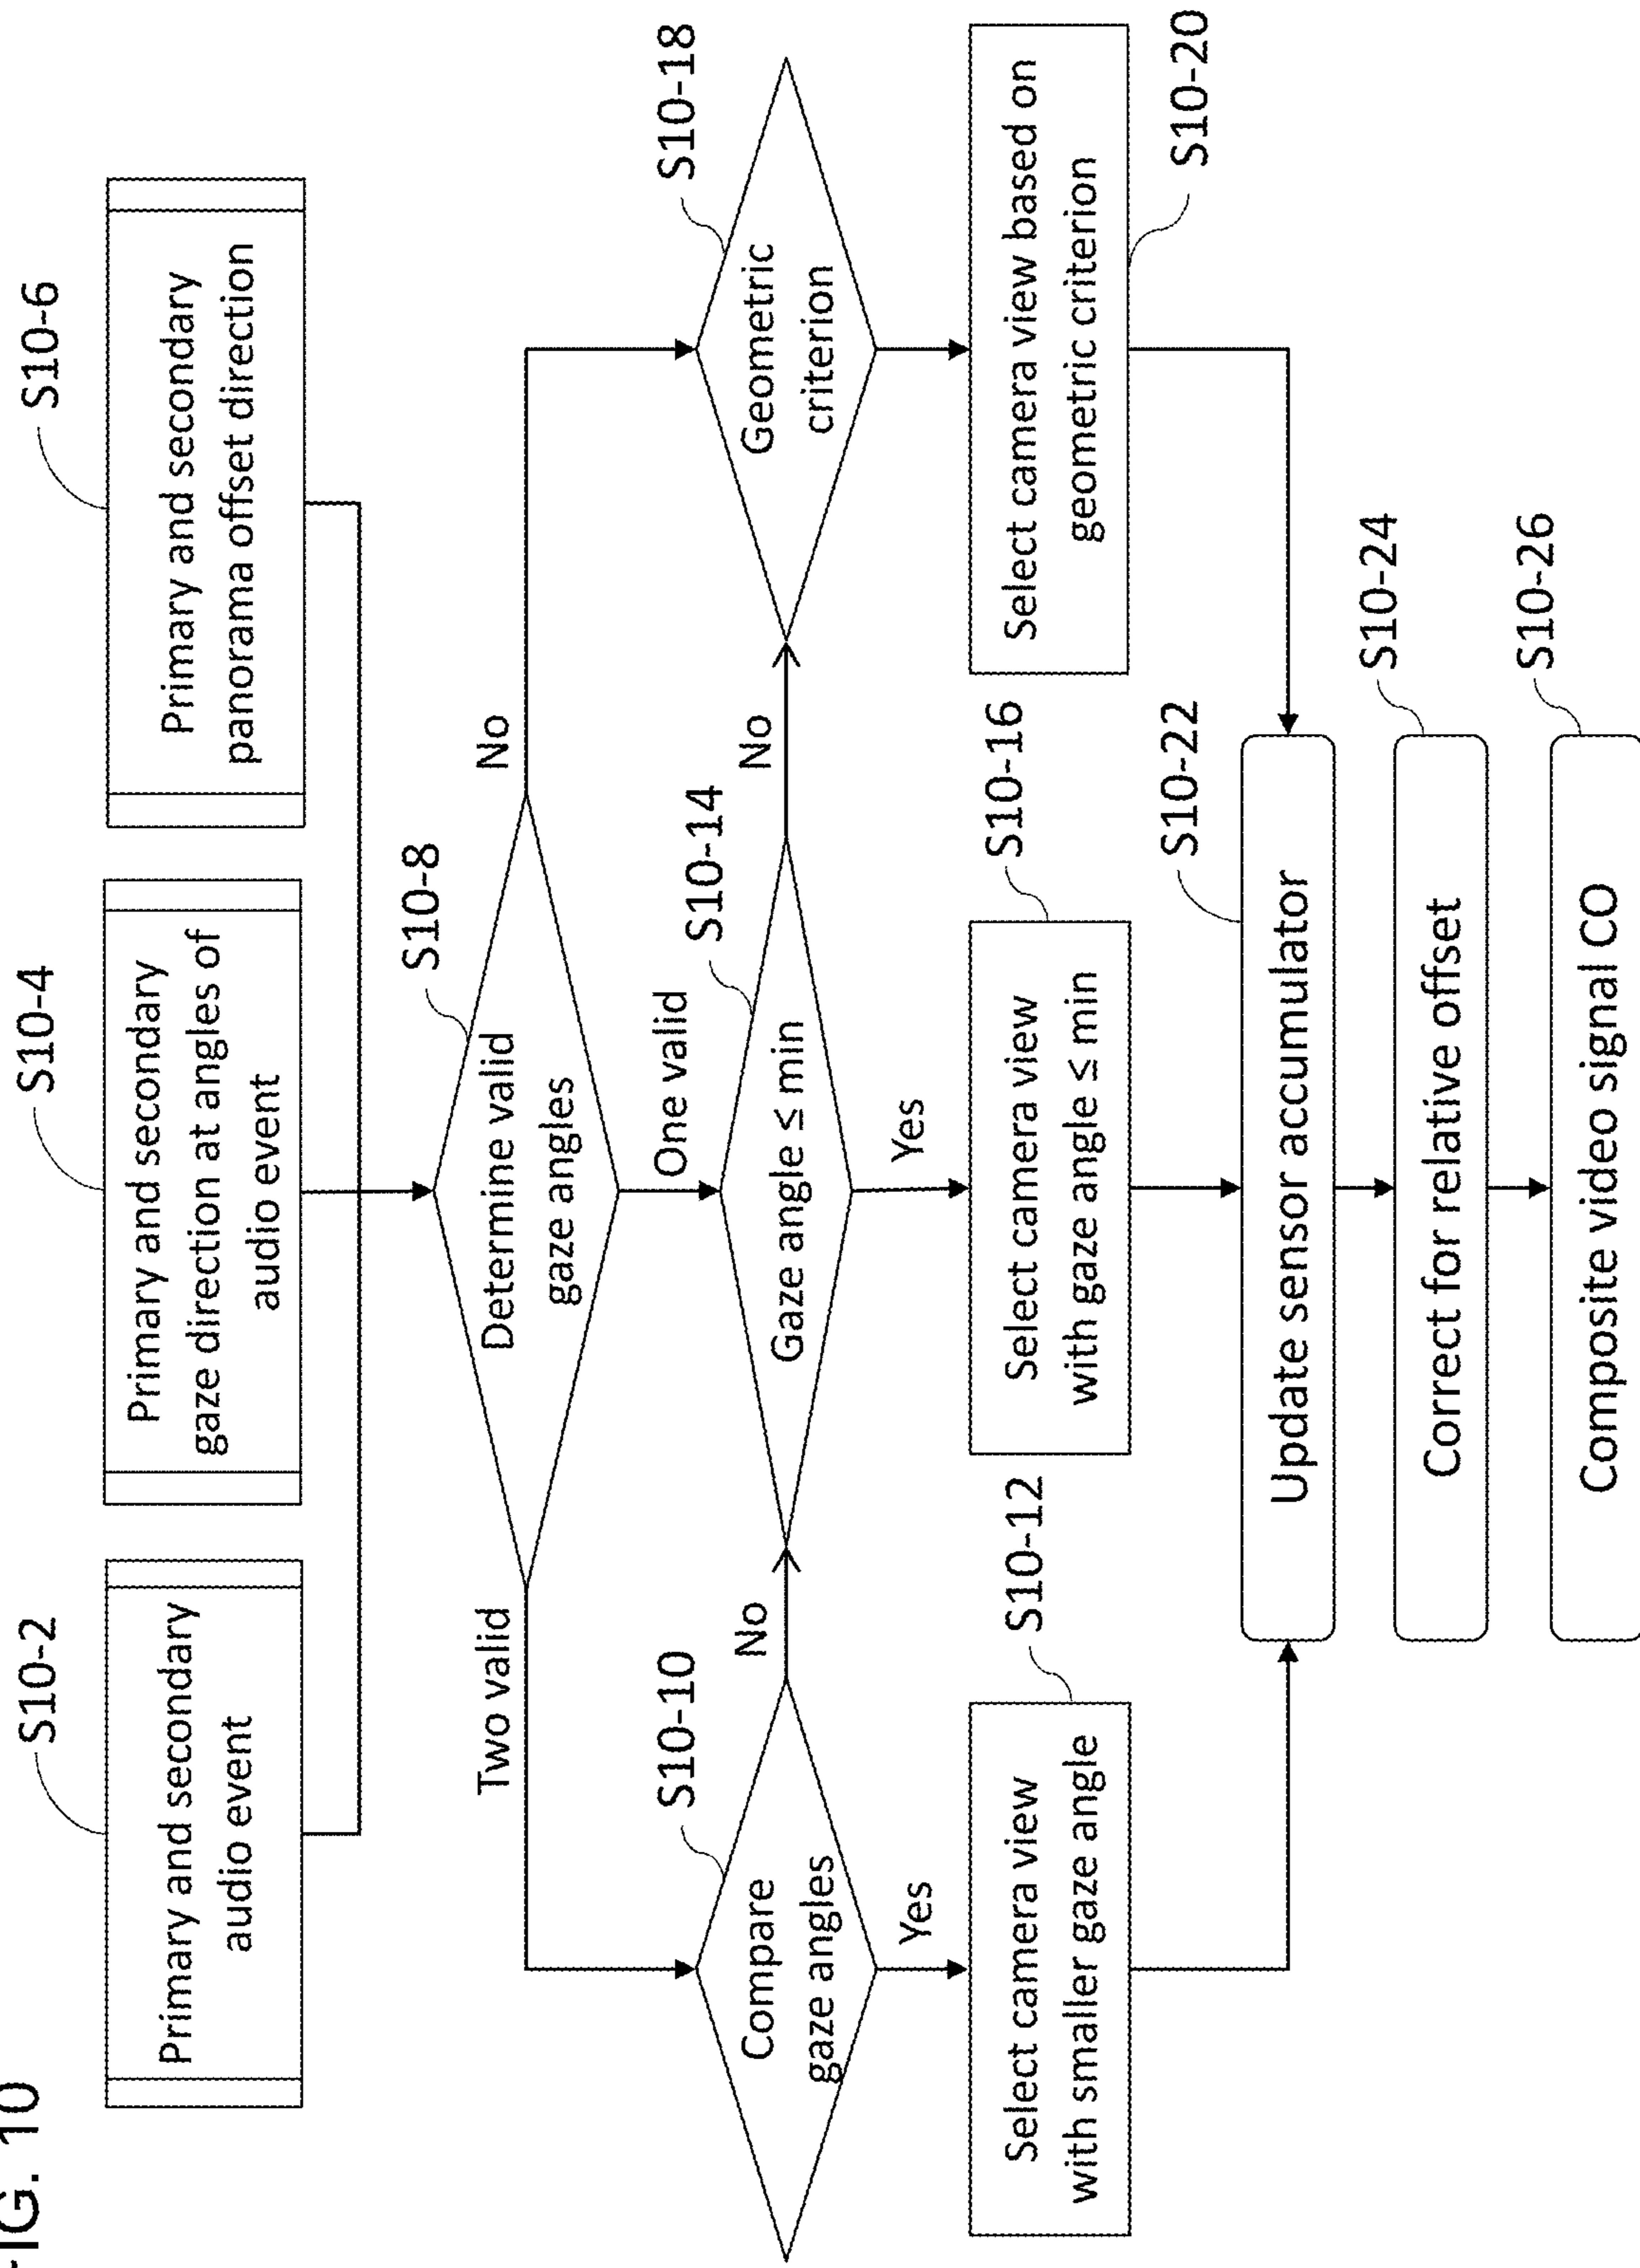 FIG. 10
S10-2
Primary and secondary
audio event
S10-4
Primary and secondary
gaze direction at angles of
audio event
S10-6
Primary and secondary
panorama offset direction
S10-8
Determine valid
gaze angles
Two valid
One valid
No
S10-10
Compare
gaze angles
No
Yes
S10-14
Gaze angle ≤ min
No
Yes
S10-18
Geometric
criterion
S10-12
Select camera view
with smaller gaze angle
S10-16
Select camera view
with gaze angle ≤ min
Select camera view based on
geometric criterion
S10-20
S10-22
Update sensor accumulator
S10-24
Correct for relative offset
S10-26
Composite video signal CO